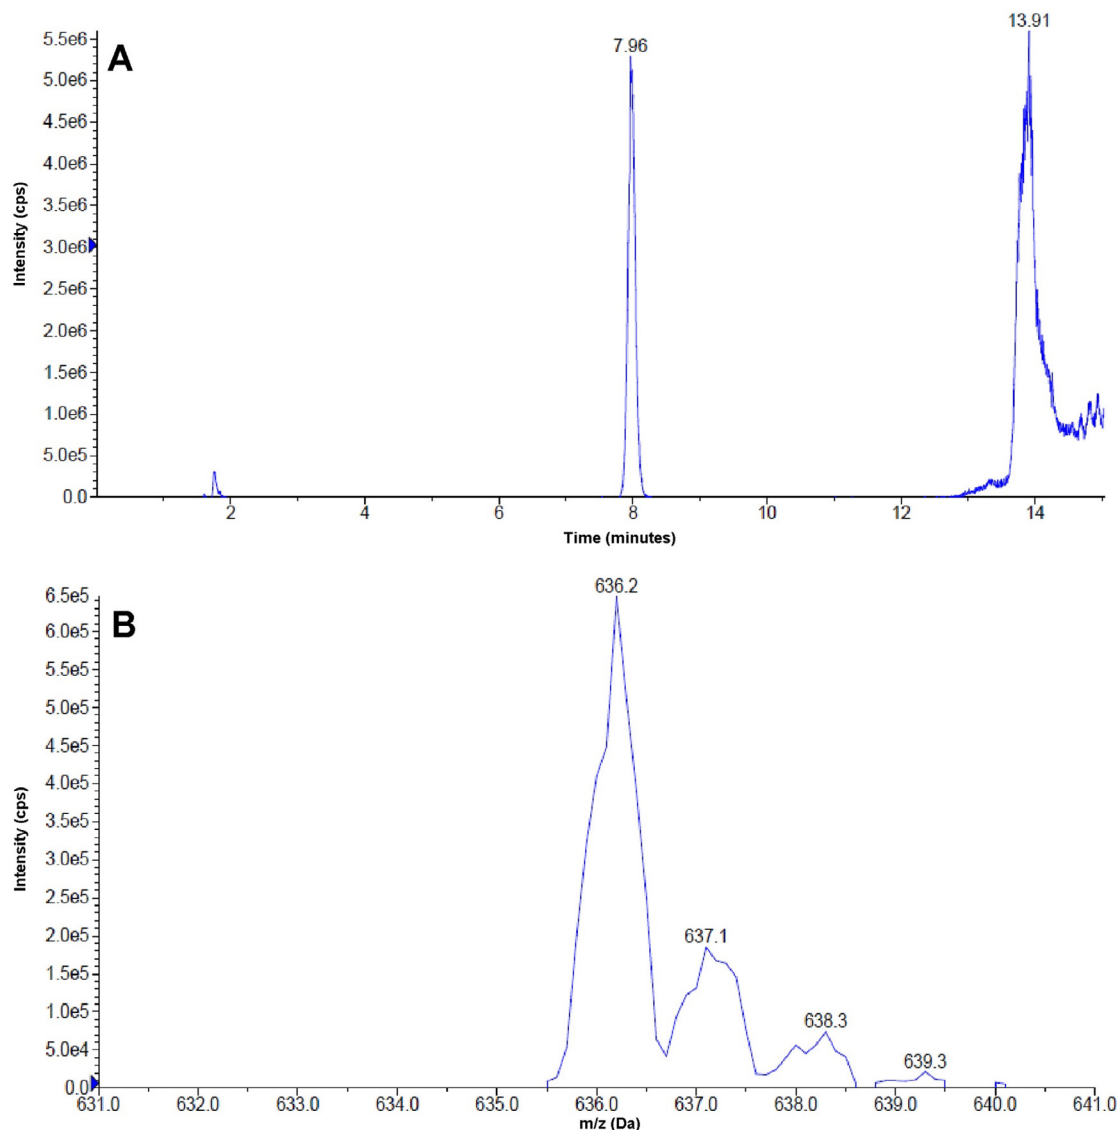 A
7.96
13.91
5.5e6
5.0e6
4.5e6
4.0e6
3.5e6
3.0e6
2.5e6
2.0e6
1.5e6
1.0e6
5.0e5
0.0
Intensity (cps)
2
4
6
8
10
12
14
Time (minutes)
B
636.2
637.1
638.3
639.3
6.5e5
6.0e5
5.5e5
5.0e5
4.5e5
4.0e5
3.5e5
3.0e5
2.5e5
2.0e5
1.5e5
1.0e5
5.0e4
0.0
Intensity (cps)
631.0
632.0
633.0
634.0
635.0
636.0
637.0
638.0
639.0
640.0
641.0
m/z (Da)